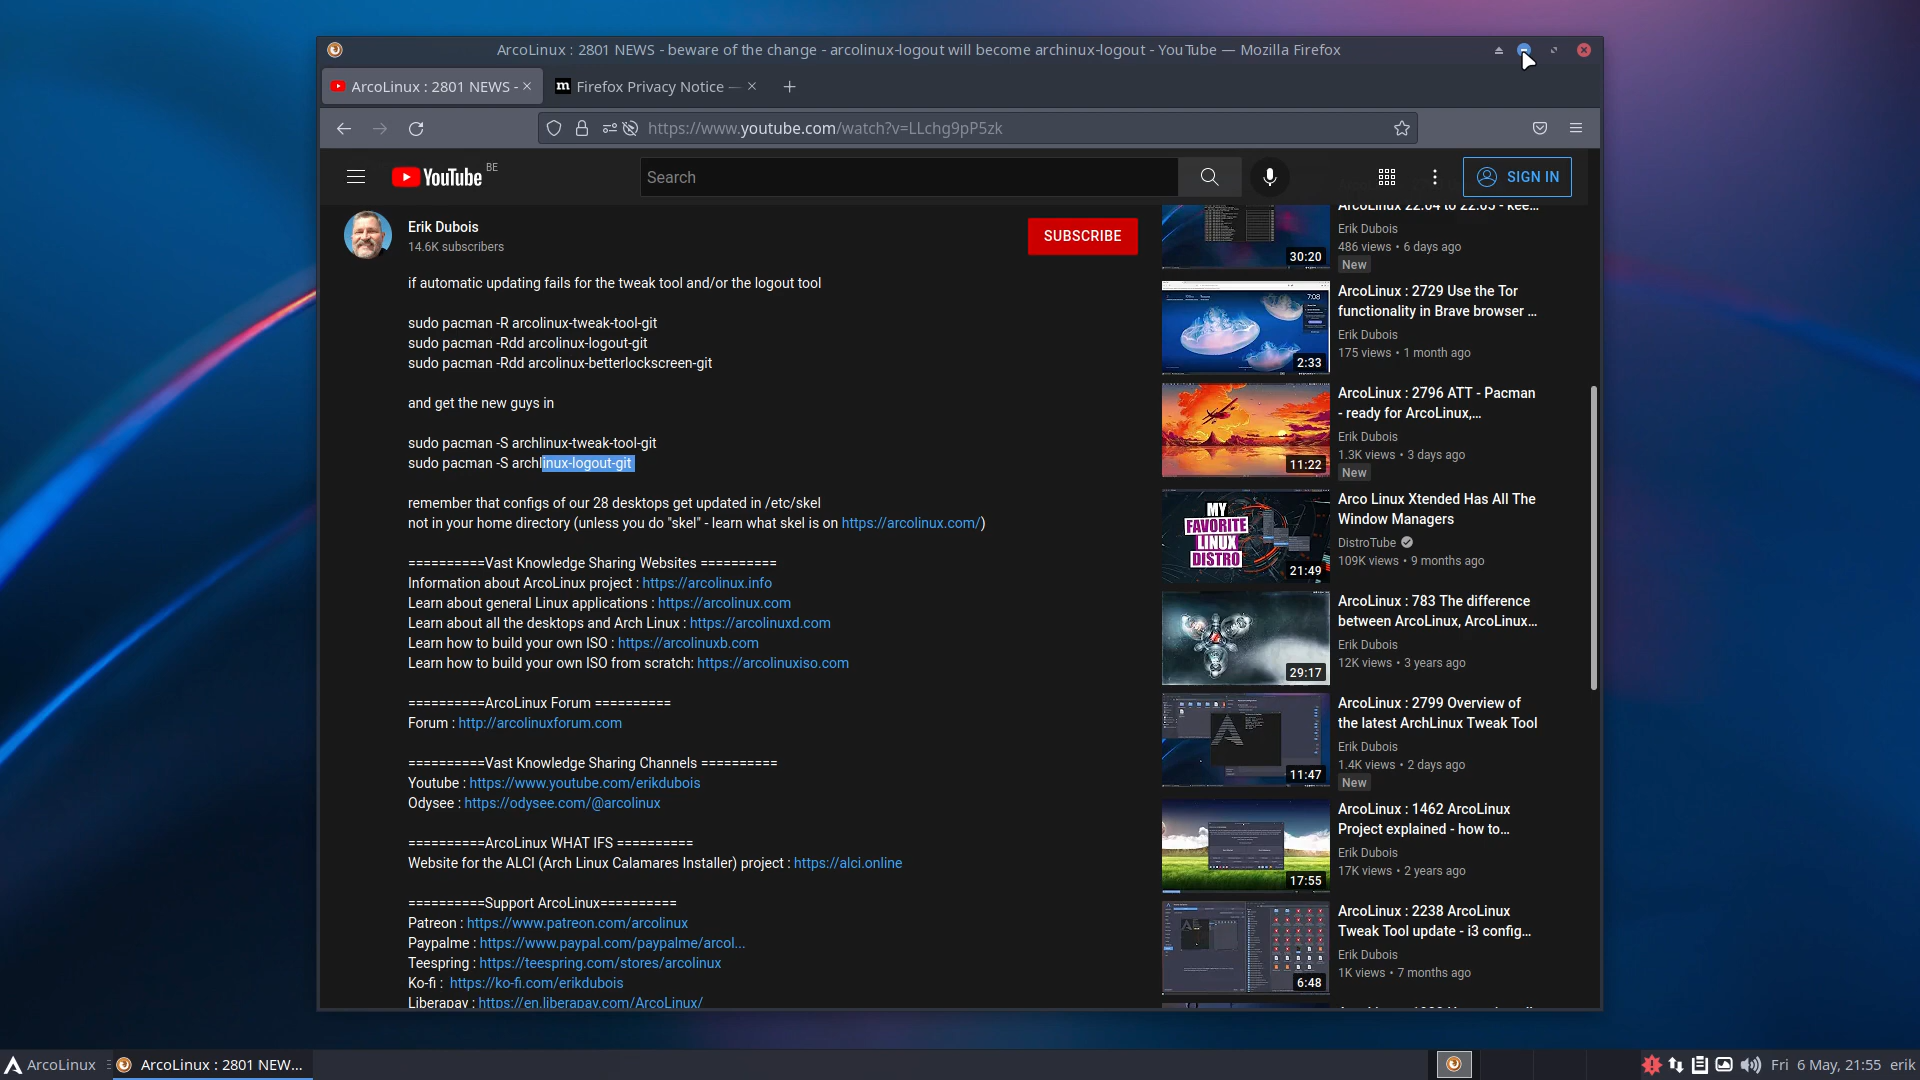 ArcoLinux : 2801 NEWS - beware of the change - arcolinux-logout will become archinux-logout - YouTube — Mozilla Firefox
ArcoLinux : 2801 NEWS -
Firefox Privacy Notice —
https://www.youtube.com/watch?v=LLchg9pP5zk
YouTube BE
Search
SIGN IN
Erik Dubois
14.6K subscribers
SUBSCRIBE
if automatic updating fails for the tweak tool and/or the logout tool
sudo pacman -R arcolinux-tweak-tool-git
sudo pacman -Rdd arcolinux-logout-git
sudo pacman -Rdd arcolinux-betterlockscreen-git
and get the new guys in
sudo pacman -S archlinux-tweak-tool-git
sudo pacman -S archlinux-logout-git
remember that configs of our 28 desktops get updated in /etc/skel
not in your home directory (unless you do "skel" - learn what skel is on https://arcolinux.com/)
==========Vast Knowledge Sharing Websites ==========
Information about ArcoLinux project : https://arcolinux.info
Learn about general Linux applications : https://arcolinux.com
Learn about all the desktops and Arch Linux : https://arcolinuxd.com
Learn how to build your own ISO : https://arcolinuxb.com
Learn how to build your own ISO from scratch: https://arcolinuxiso.com
==========ArcoLinux Forum ==========
Forum : http://arcolinuxforum.com
==========Vast Knowledge Sharing Channels ==========
Youtube : https://www.youtube.com/erikdubois
Odysee : https://odysee.com/@arcolinux
==========ArcoLinux WHAT IFS ==========
Website for the ALCI (Arch Linux Calamares Installer) project : https://alci.online
==========Support ArcoLinux==========
Patreon : https://www.patreon.com/arcolinux
Paypalme : https://www.paypal.com/paypalme/arcol...
Teespring : https://teespring.com/stores/arcolinux
Ko-fi : https://ko-fi.com/erikdubois
Liberapay : https://en.liberapay.com/ArcoLinux/
ArcoLinux 22.04 to 22.05 - kee...
Erik Dubois
486 views • 6 days ago
New
30:20
ArcoLinux : 2729 Use the Tor
functionality in Brave browser ...
Erik Dubois
175 views • 1 month ago
7:08
2:33
ArcoLinux : 2796 ATT - Pacman
- ready for ArcoLinux,...
Erik Dubois
1.3K views • 3 days ago
New
11:22
Arco Linux Xtended Has All The
Window Managers
DistroTube
109K views • 9 months ago
MY
FAVORITE
LINUX
DISTRO
21:49
ArcoLinux : 783 The difference
between ArcoLinux, ArcoLinux...
Erik Dubois
12K views • 3 years ago
29:17
ArcoLinux : 2799 Overview of
the latest ArchLinux Tweak Tool
Erik Dubois
1.4K views • 2 days ago
New
11:47
ArcoLinux : 1462 ArcoLinux
Project explained - how to...
Erik Dubois
17K views • 2 years ago
17:55
ArcoLinux : 2238 ArcoLinux
Tweak Tool update - i3 config...
Erik Dubois
1K views • 7 months ago
6:48
ArcoLinux
ArcoLinux : 2801 NEW...
Fri 6 May, 21:55 erik